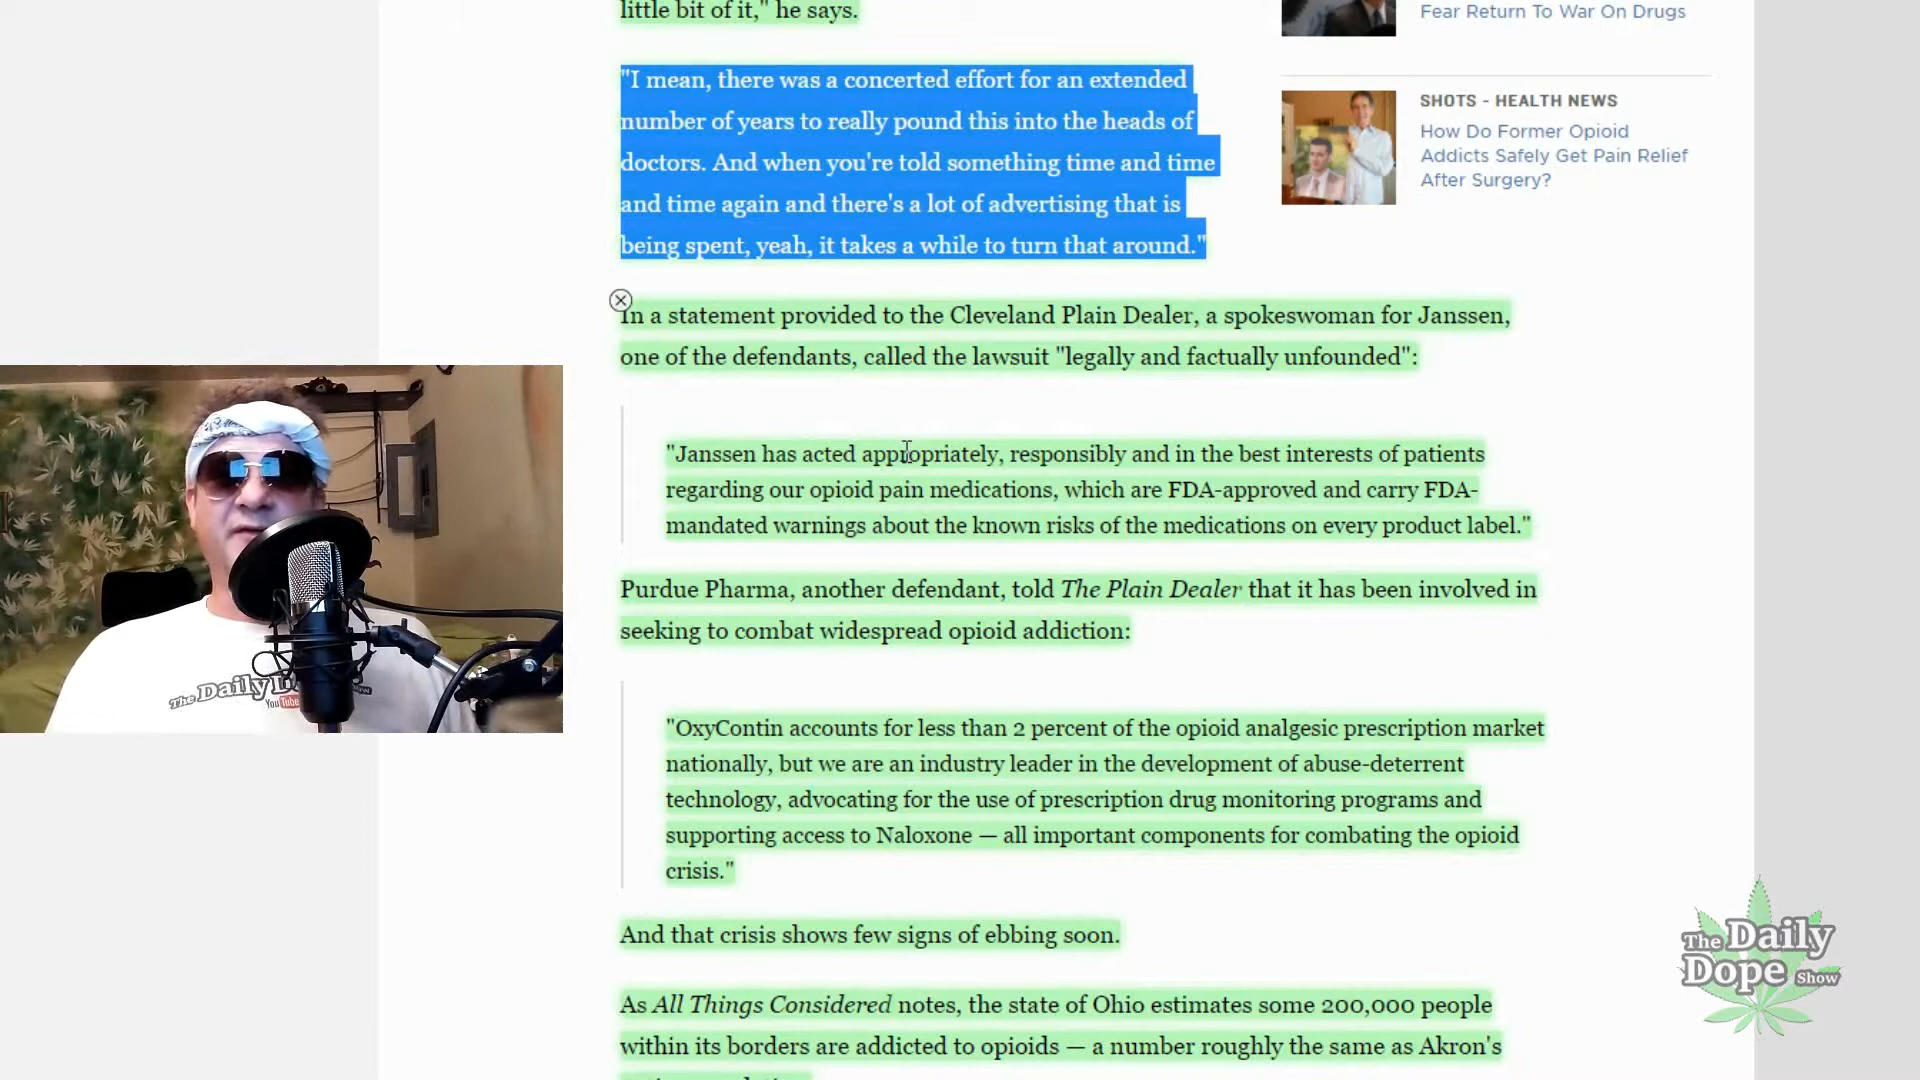 little bit of it," he says.
"I mean, there was a concerted effort for an extended
number of years to really pound this into the heads of
doctors. And when you're told something time and time
and time again and there's a lot of advertising that is
being spent, yeah, it takes a while to turn that around."
Fear Return To War On Drugs
SHOTS - HEALTH NEWS
How Do Former Opioid
Addicts Safely Get Pain Relief
After Surgery?
In a statement provided to the Cleveland Plain Dealer, a spokeswoman for Janssen,
one of the defendants, called the lawsuit "legally and factually unfounded":
"Janssen has acted appropriately, responsibly and in the best interests of patients
regarding our opioid pain medications, which are FDA-approved and carry FDA-
mandated warnings about the known risks of the medications on every product label."
Purdue Pharma, another defendant, told The Plain Dealer that it has been involved in
seeking to combat widespread opioid addiction:
"OxyContin accounts for less than 2 percent of the opioid analgesic prescription market
nationally, but we are an industry leader in the development of abuse-deterrent
technology, advocating for the use of prescription drug monitoring programs and
supporting access to Naloxone — all important components for combating the opioid
crisis."
And that crisis shows few signs of ebbing soon.
As All Things Considered notes, the state of Ohio estimates some 200,000 people
within its borders are addicted to opioids — a number roughly the same as Akron's
The Daily
YouTube
The Daily
Dope Show